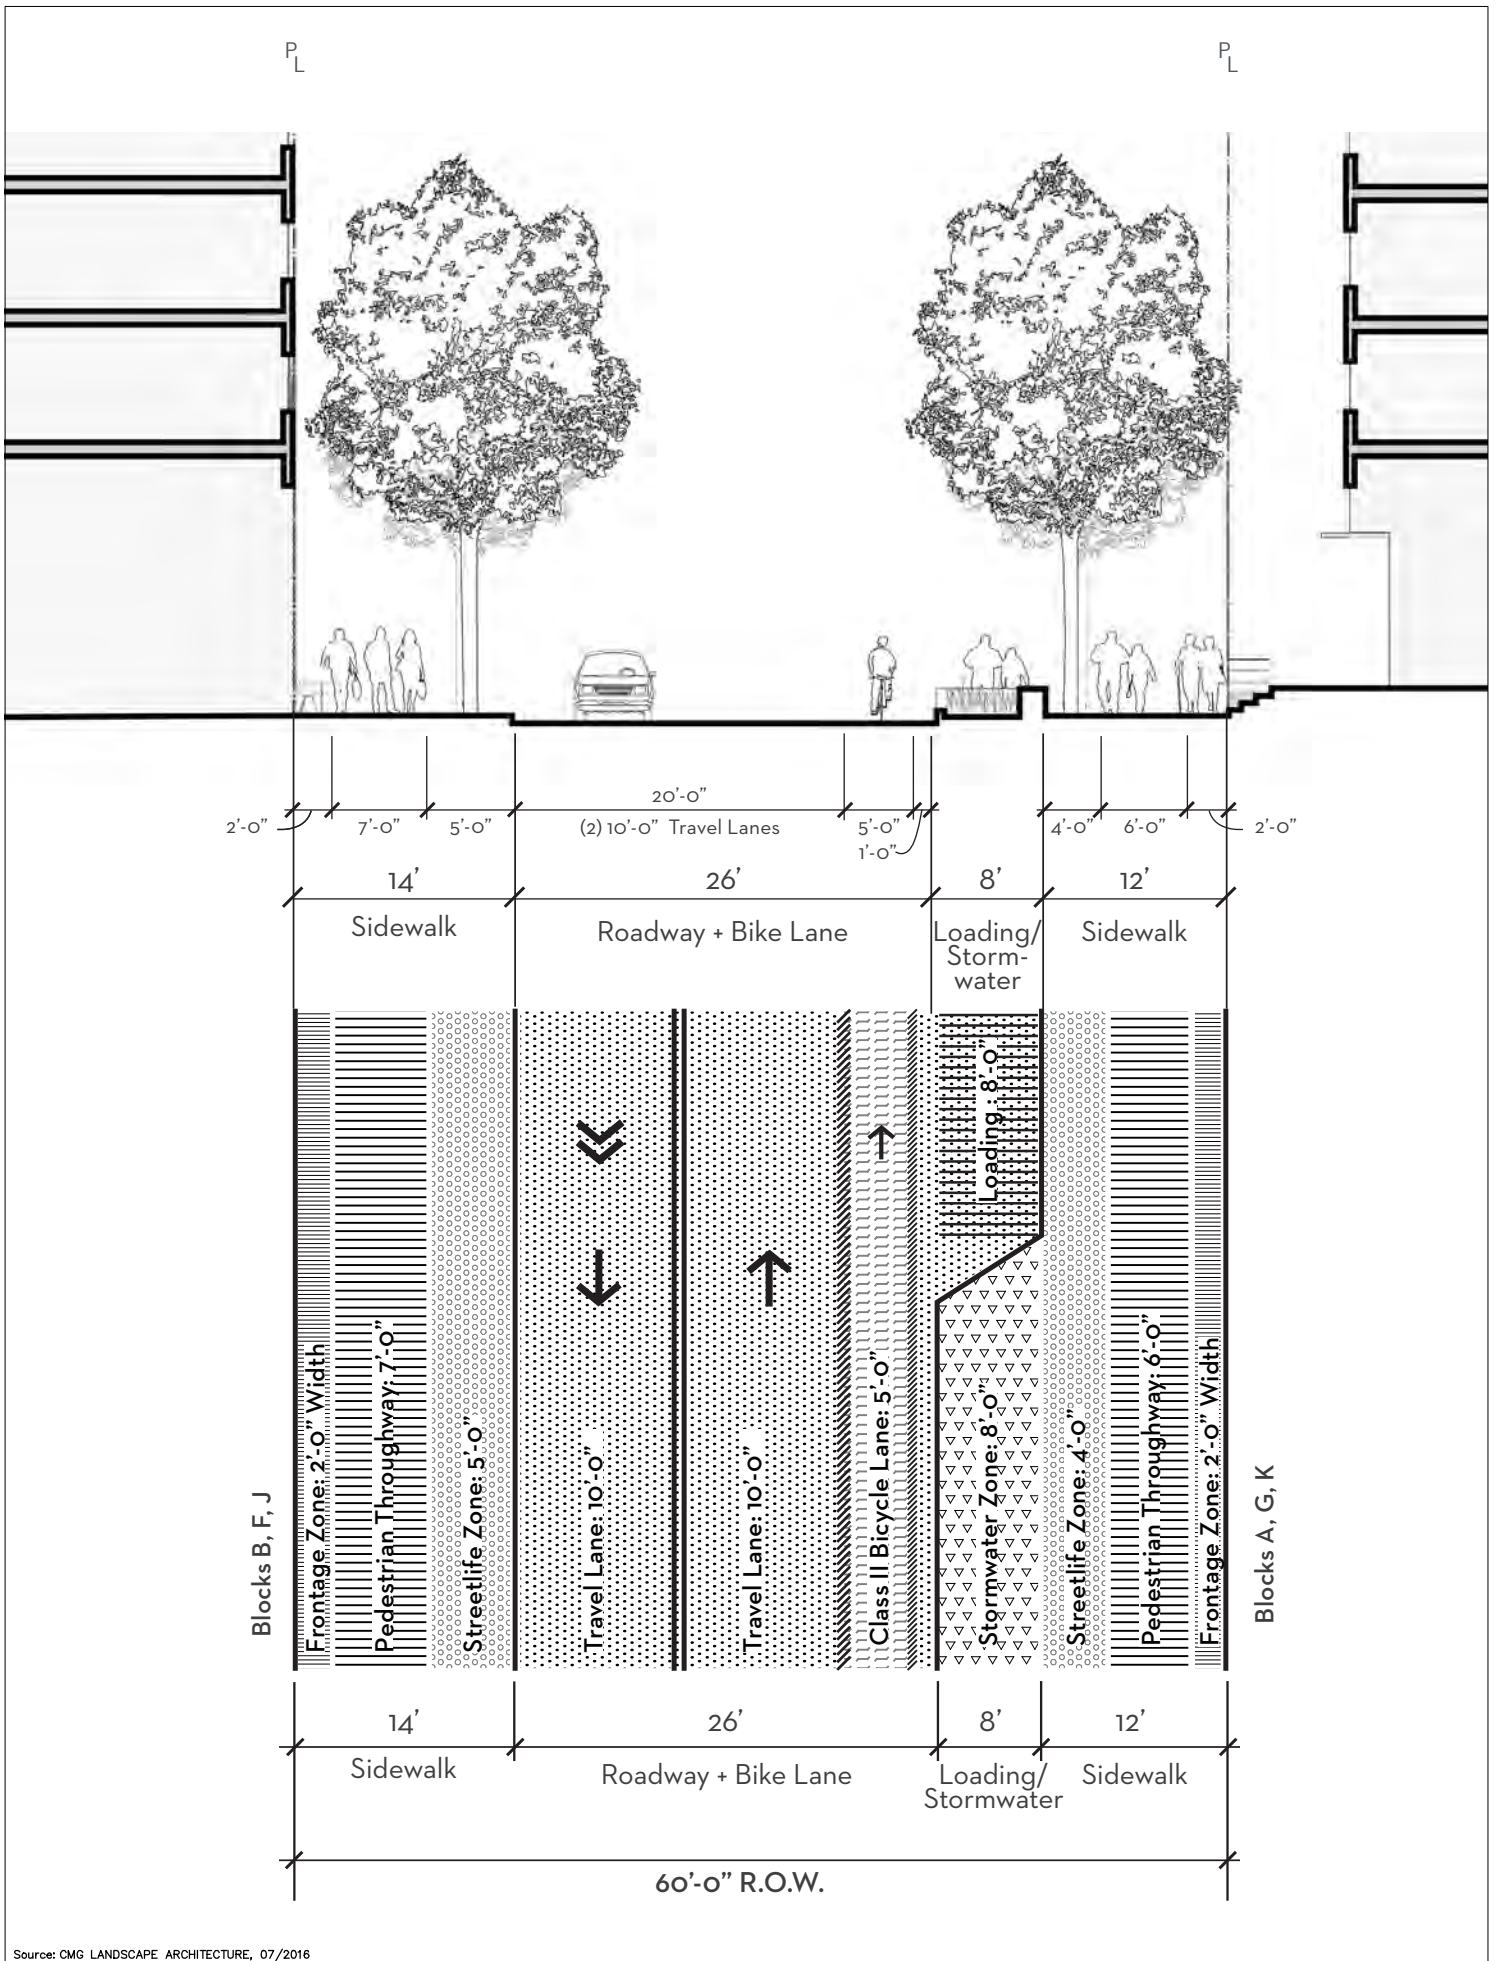 PL
PL
20'-0"
2'-0"
7'-0"
5'-0"
(2) 10'-0" Travel Lanes
5'-0"
1'-0"
4'-0"
6'-0"
2'-0"
14'
26'
8'
12'
Sidewalk
Roadway + Bike Lane
Loading/
Storm-
water
Sidewalk
Blocks B, F, J
Frontage Zone: 2'-0" Width
Pedestrian Throughway: 7'-0"
Streetlife Zone: 5'-0"
Travel Lane: 10'-0"
Travel Lane: 10'-0"
Class II Bicycle Lane: 5'-0"
Loading : 8'-0"
Stormwater Zone: 8'-0"
Streetlife Zone: 4'-0"
Pedestrian Throughway: 6'-0"
Frontage Zone: 2'-0" Width
Blocks A, G, K
14'
26'
8'
12'
Sidewalk
Roadway + Bike Lane
Loading/
Stormwater
Sidewalk
60'-0" R.O.W.
Source: CMG LANDSCAPE ARCHITECTURE, 07/2016